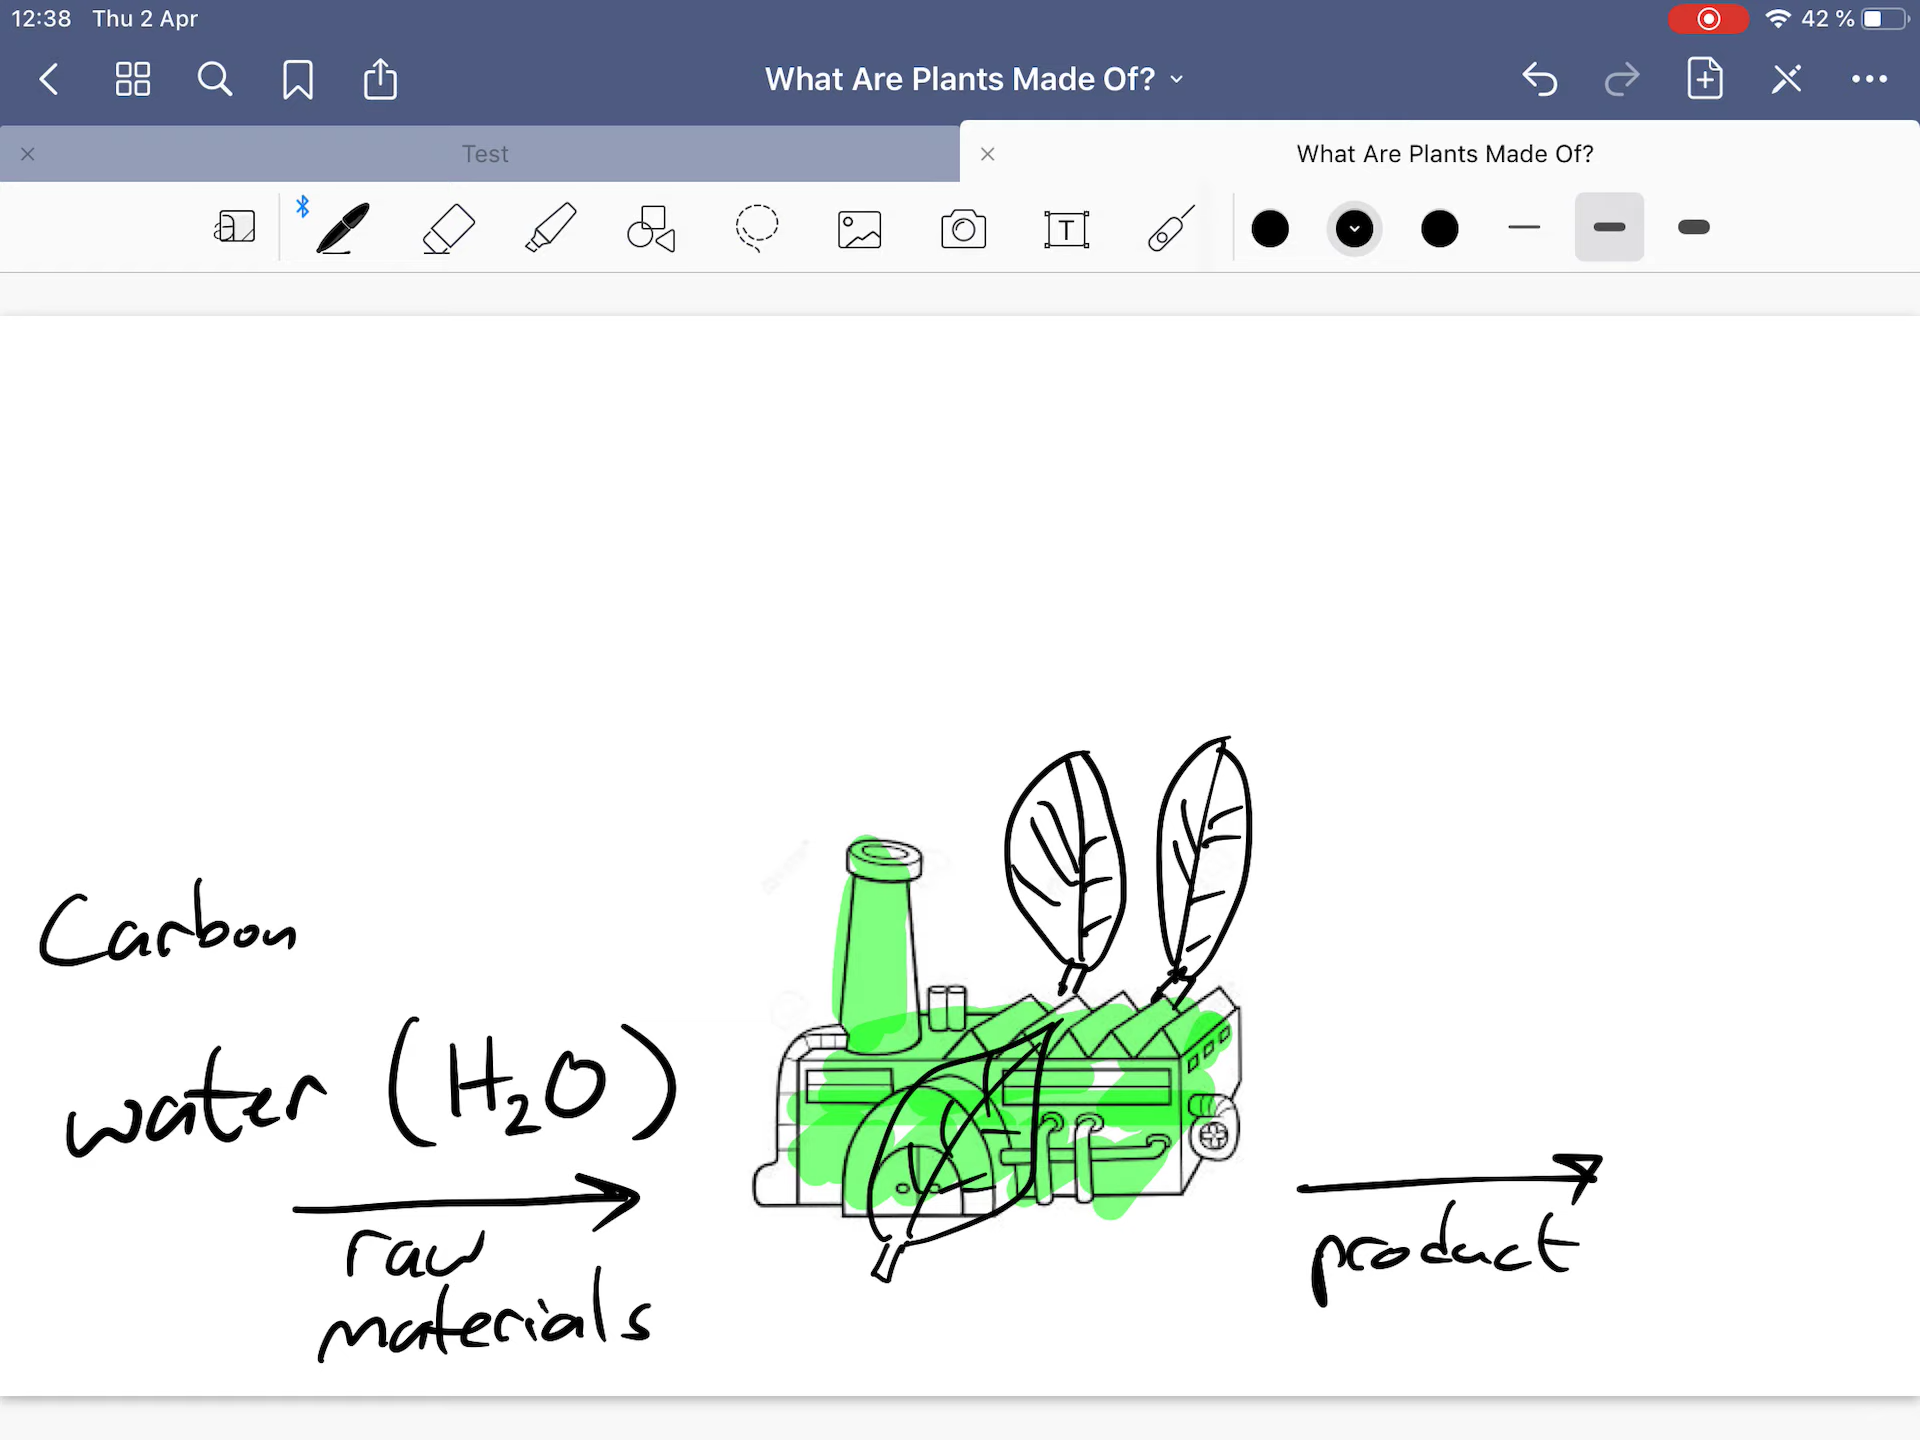 12:38 Thu 2 Apr
42 %
What Are Plants Made Of?
Test
What Are Plants Made Of?
a
T
Carbon
water (H₂O)
raw
materials
product